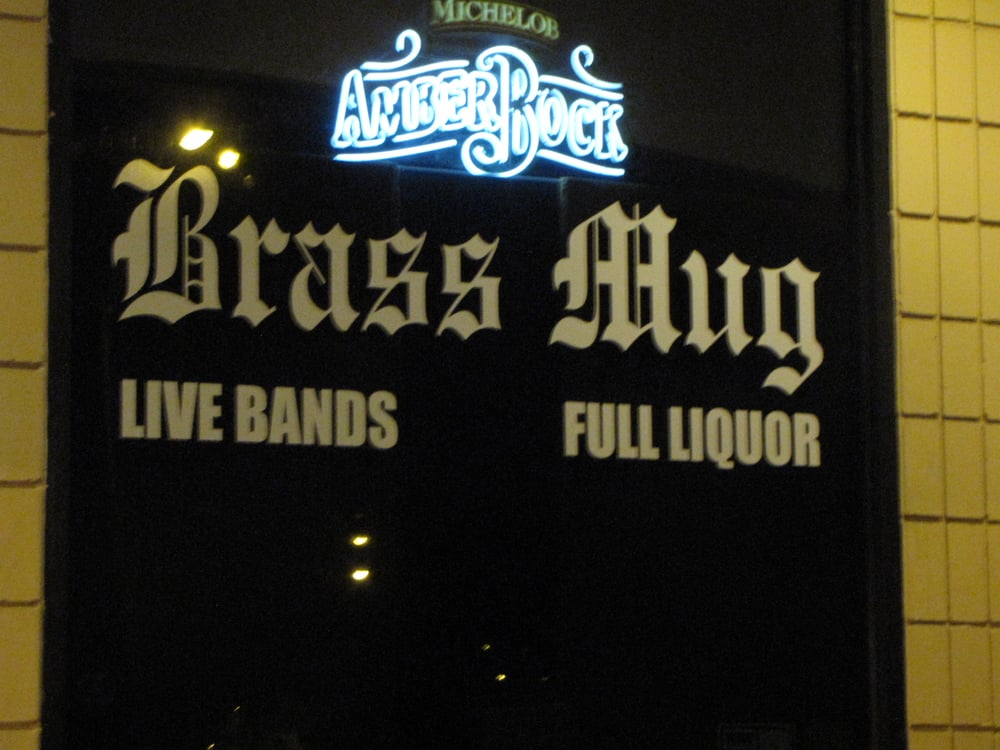 MICHELOB
AMBERBOCK
Brass Mug
LIVE BANDS FULL LIQUOR